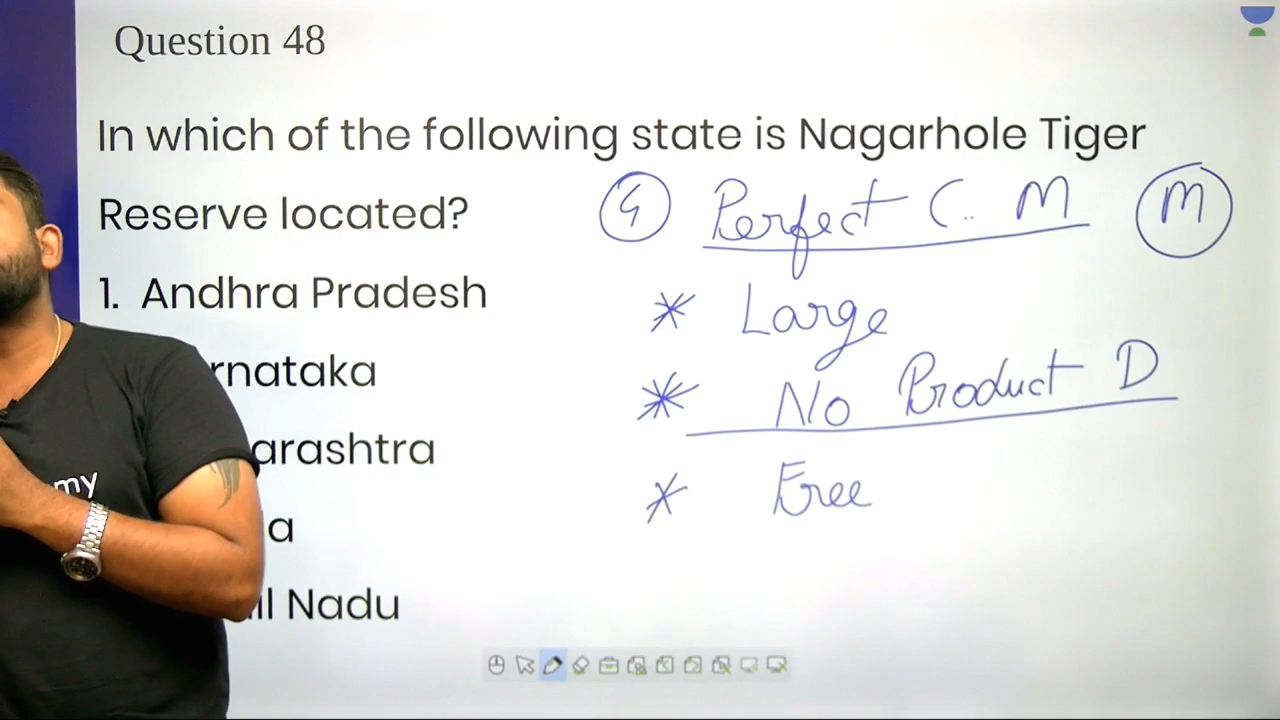 Question 48
In which of the following state is Nagarhole Tiger
Reserve located?
4 Perfect C. M M
1. Andhra Pradesh
* Large
rnataka
* No Product D
arashtra
* Free
my
a
il Nadu